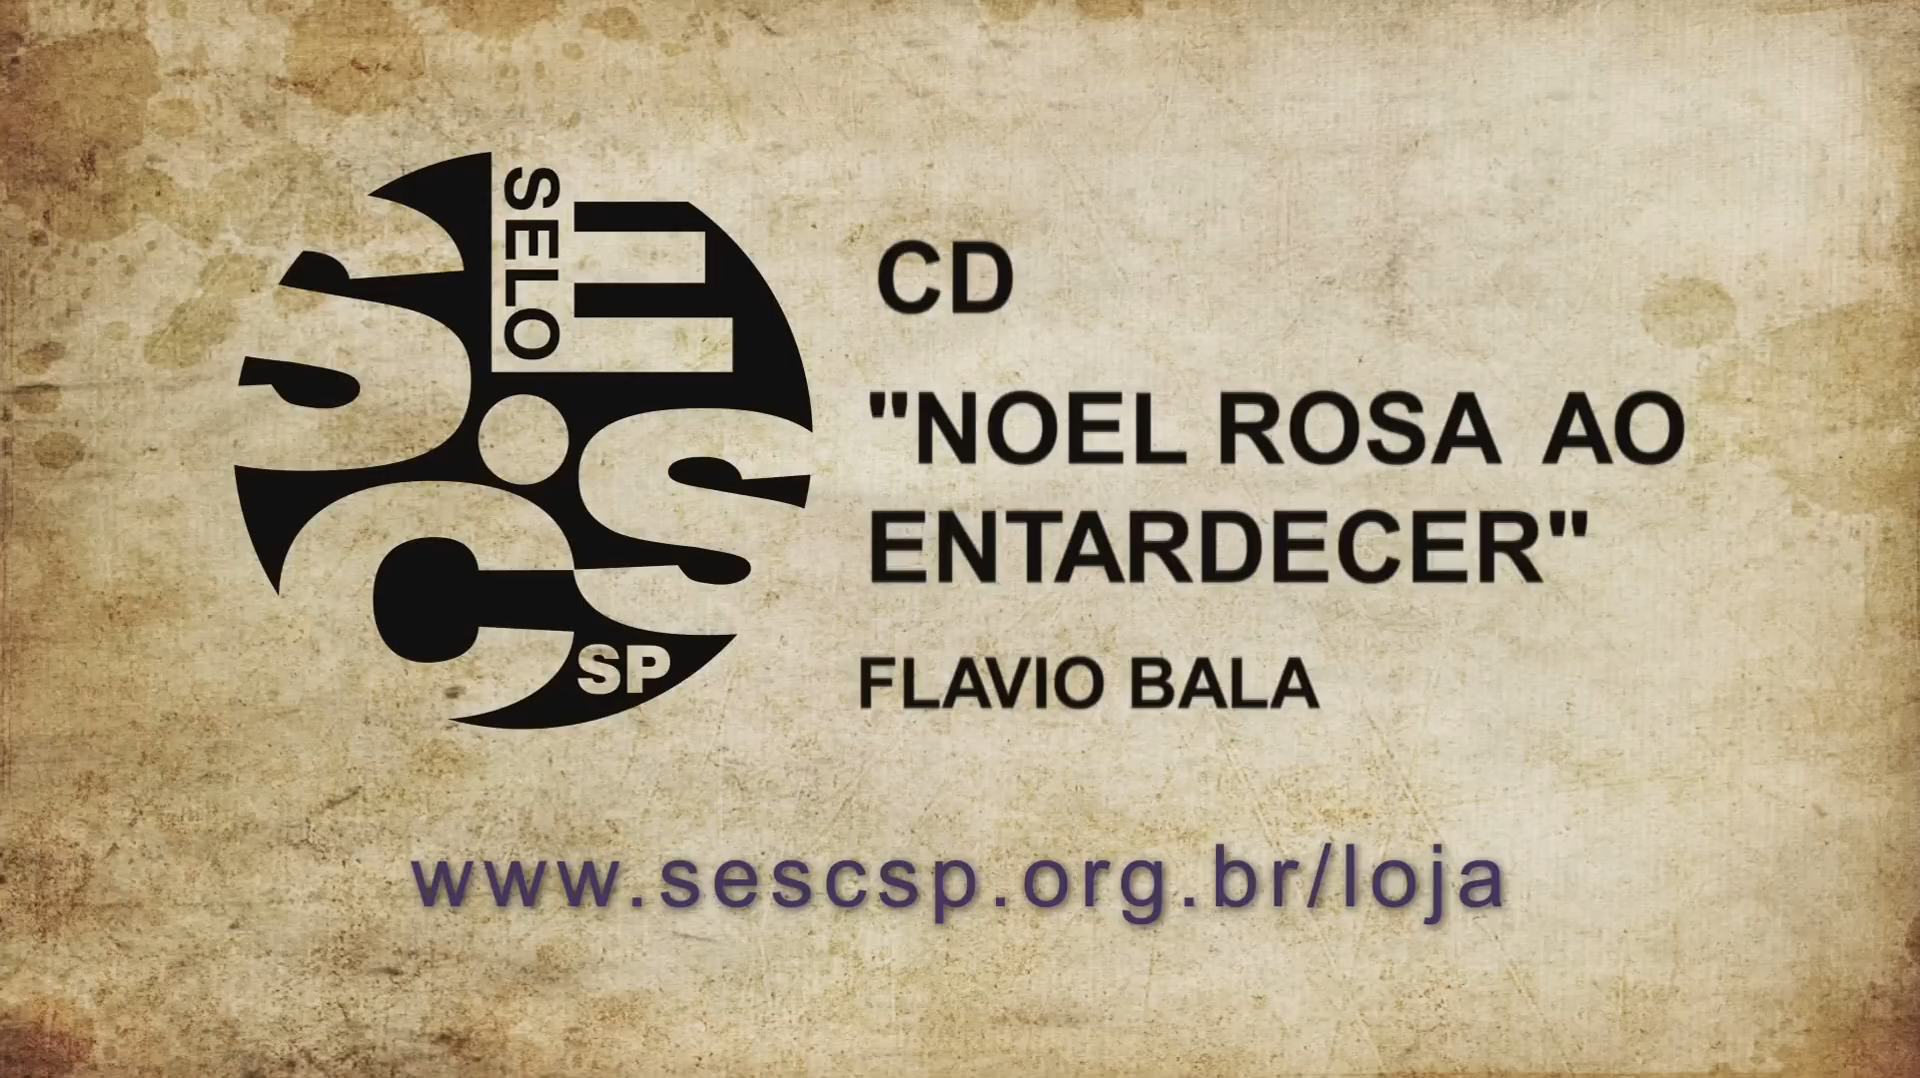 SELO
SESC
SP
CD
"NOEL ROSA AO
ENTARDECER"
FLAVIO BALA
www.sescsp.org.br/loja